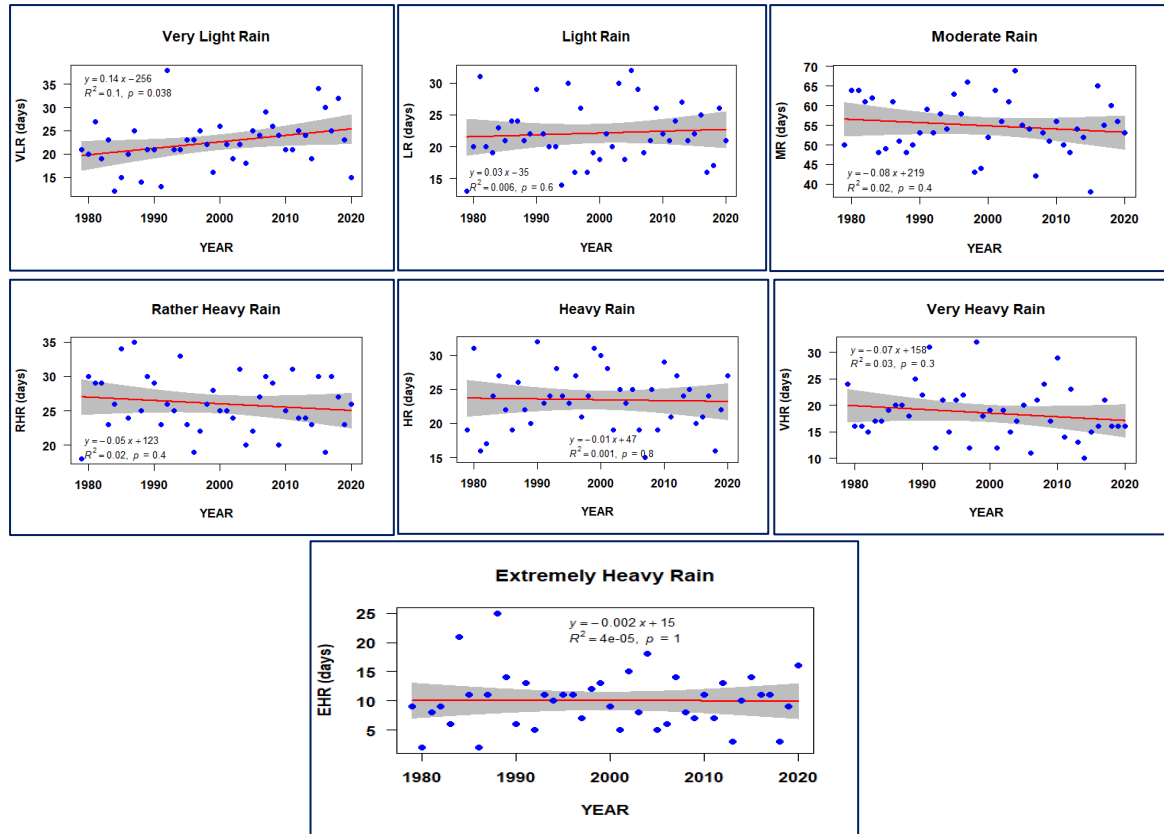 Very Light Rain
y = 0.14 x − 256
R² = 0.1, p = 0.038
VLR (days)
35
30
25
20
15
1980 1990 2000 2010 2020
YEAR
Light Rain
LR (days)
30
25
20
15
y = 0.03 x − 35
R² = 0.006, p = 0.6
1980 1990 2000 2010 2020
YEAR
Moderate Rain
MR (days)
70
65
60
55
50
45
40
y = − 0.08 x + 219
R² = 0.02, p = 0.4
1980 1990 2000 2010 2020
YEAR
Rather Heavy Rain
RHR (days)
35
30
25
20
y = − 0.05 x + 123
R² = 0.02, p = 0.4
1980 1990 2000 2010 2020
YEAR
Heavy Rain
HR (days)
30
25
20
15
y = − 0.01 x + 47
R² = 0.001, p = 0.8
1980 1990 2000 2010 2020
YEAR
Very Heavy Rain
y = − 0.07 x + 158
R² = 0.03, p = 0.3
VHR (days)
30
25
20
15
10
1980 1990 2000 2010 2020
YEAR
Extremely Heavy Rain
y = − 0.002 x + 15
R² = 4e-05, p = 1
EHR (days)
25
20
15
10
5
1980 1990 2000 2010 2020
YEAR